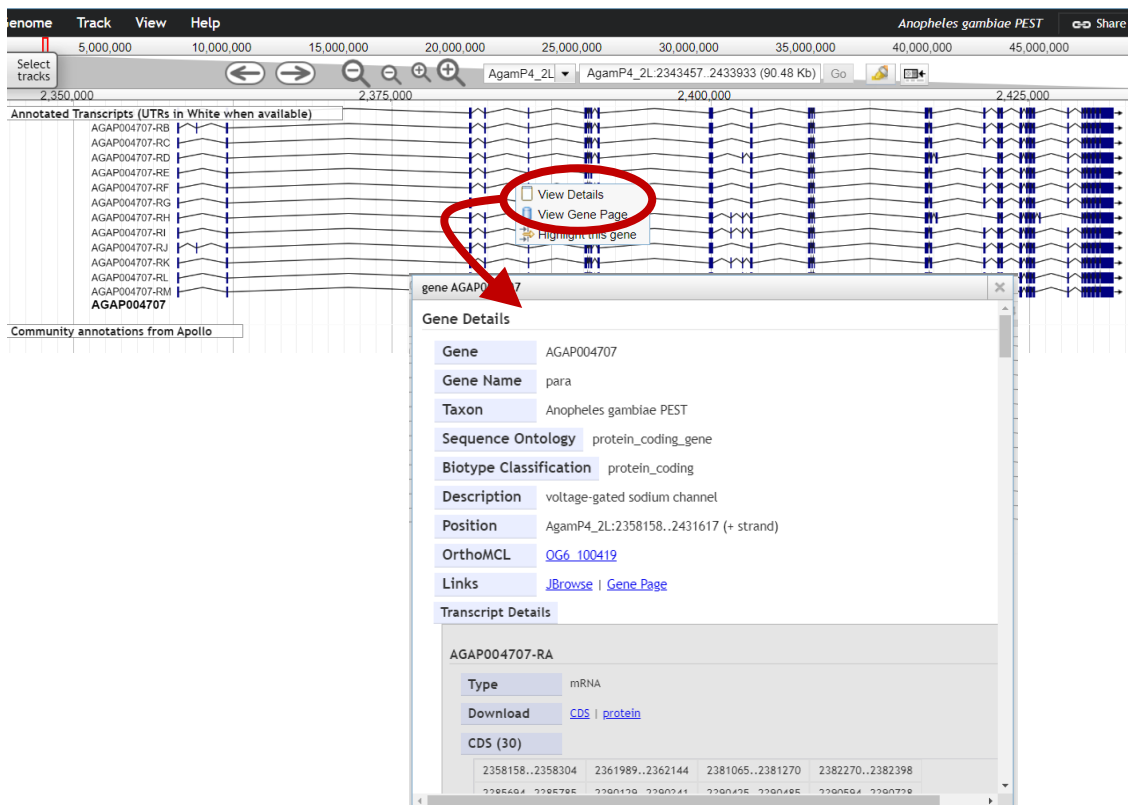 Genome Track View Help Anopheles gambiae PEST Share
5,000,000 10,000,000 15,000,000 20,000,000 25,000,000 30,000,000 35,000,000 40,000,000 45,000,000
Select tracks AgamP4_2L AgamP4_2L:2343457..2433933 (90.48 Kb) Go
2,350,000 2,375,000 2,400,000 2,425,000
Annotated Transcripts (UTRs in White when available)
AGAP004707-RB
AGAP004707-RC
AGAP004707-RD
AGAP004707-RE
AGAP004707-RF
AGAP004707-RG
AGAP004707-RH
AGAP004707-RI
AGAP004707-RJ
AGAP004707-RK
AGAP004707-RL
AGAP004707-RM
AGAP004707
Community annotations from Apollo
View Details
View Gene Page
Highlight this gene
gene AGAP004707
Gene Details
Gene AGAP004707
Gene Name para
Taxon Anopheles gambiae PEST
Sequence Ontology protein_coding_gene
Biotype Classification protein_coding
Description voltage-gated sodium channel
Position AgamP4_2L:2358158..2431617 (+ strand)
OrthoMCL OG6_100419
Links JBrowse | Gene Page
Transcript Details
AGAP004707-RA
Type mRNA
Download CDS | protein
CDS (30)
2358158..2358304 2361989..2362144 2381065..2381270 2382270..2382398